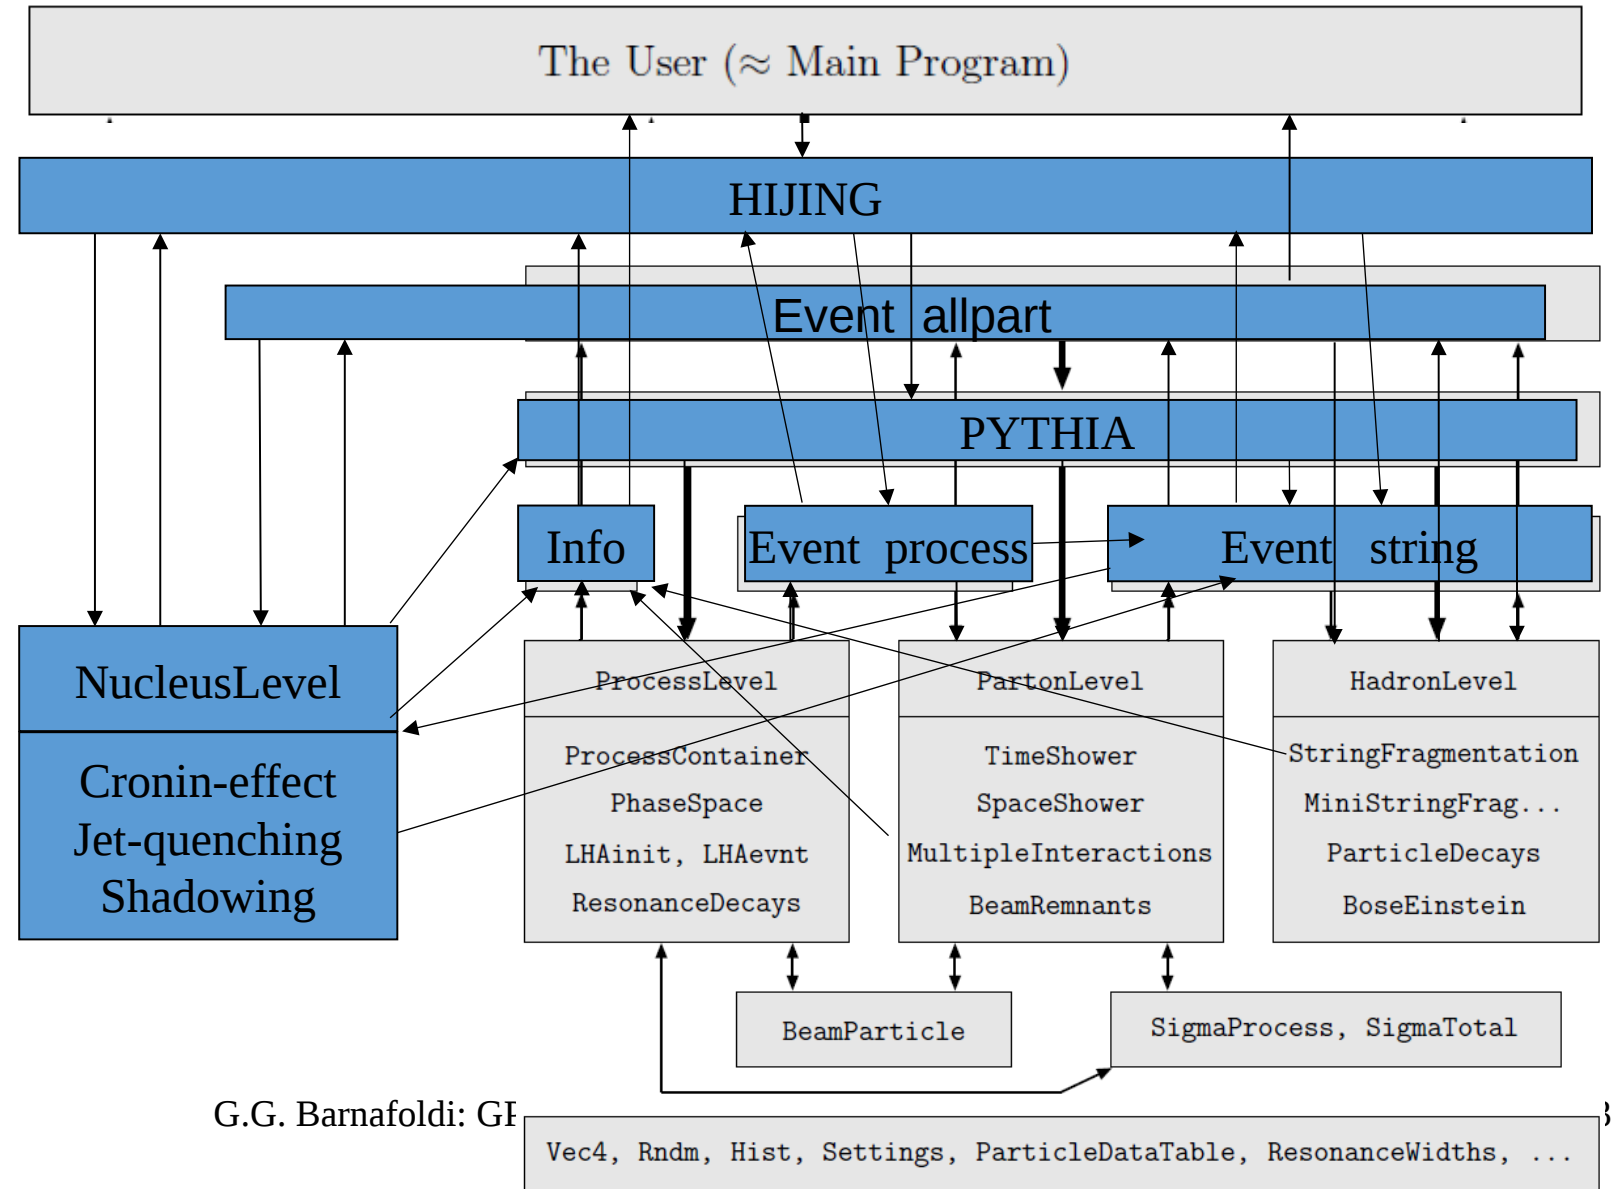 The User (≈ Main Program)
HIJING
Event allpart
PYTHIA
Info
Event process
Event string
NucleusLevel
Cronin-effect
Jet-quenching
Shadowing
ProcessLevel
ProcessContainer
PhaseSpace
LHAinit, LHAevnt
ResonanceDecays
PartonLevel
TimeShower
SpaceShower
MultipleInteractions
BeamRemnants
HadronLevel
StringFragmentation
MiniStringFrag...
ParticleDecays
BoseEinstein
BeamParticle
SigmaProcess, SigmaTotal
G.G. Barnafoldi:
Vec4, Rndm, Hist, Settings, ParticleDataTable, ResonanceWidths, ...